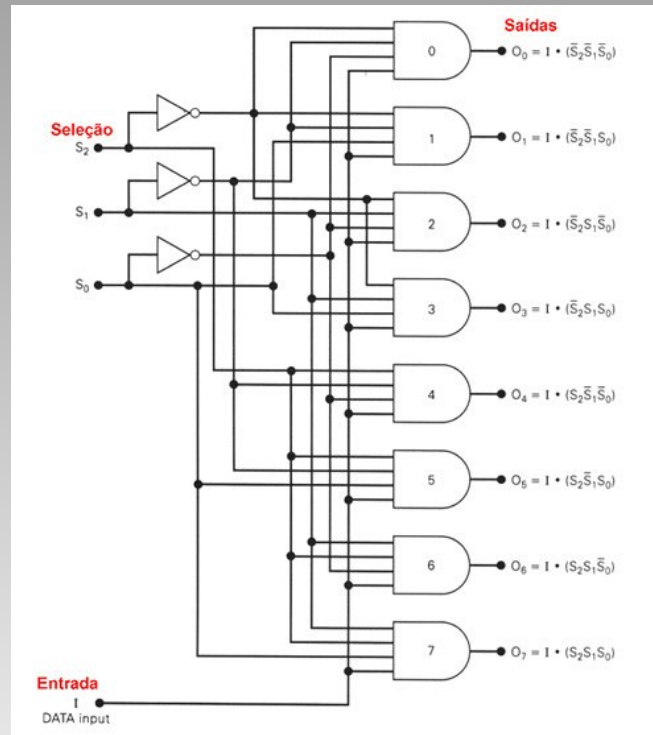 Saídas
0
O₀ = I • (S̄₂S̄₁S̄₀)
Seleção
S₂
1
O₁ = I • (S̄₂S̄₁S₀)
S₁
2
O₂ = I • (S̄₂S₁S̄₀)
S₀
3
O₃ = I • (S̄₂S₁S₀)
4
O₄ = I • (S₂S̄₁S̄₀)
5
O₅ = I • (S₂S̄₁S₀)
6
O₆ = I • (S₂S₁S̄₀)
7
O₇ = I • (S₂S₁S₀)
Entrada
I
DATA input